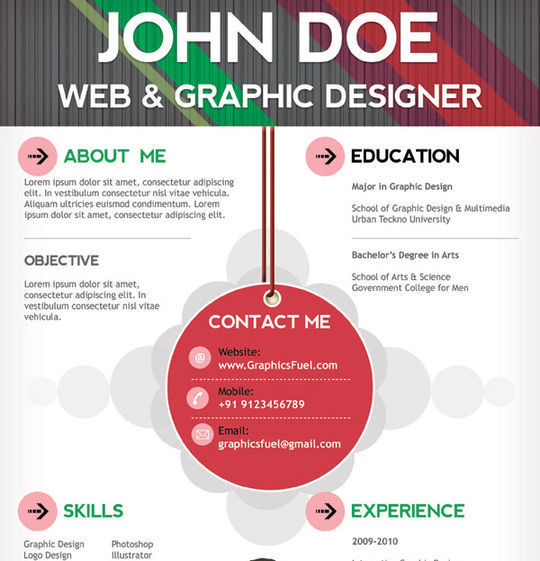 JOHN DOE
WEB & GRAPHIC DESIGNER
ABOUT ME
Lorem ipsum dolor sit amet, consectetur adipiscing
elit. In vestibulum consectetur vitae vehicula.
Aliquam ultricies euismod condimentum. Lorem
ipsum dolor sit amet, consectetur adipiscing.
OBJECTIVE
Lorem ipsum dolor sit amet,
consectetur adipiscing elit. In
vestibulum consectetur vitae
vehicula.
EDUCATION
Major in Graphic Design
School of Graphic Design & Multimedia
Urban Teckno University
Bachelor's Degree in Arts
School of Arts & Science
Government College for Men
CONTACT ME
@
Website:
www.GraphicsFuel.com
Mobile:
+91 9123456789
Email:
graphicsfuel@gmail.com
SKILLS
Graphic Design Photoshop
Logo Design Illustrator
EXPERIENCE
2009-2010